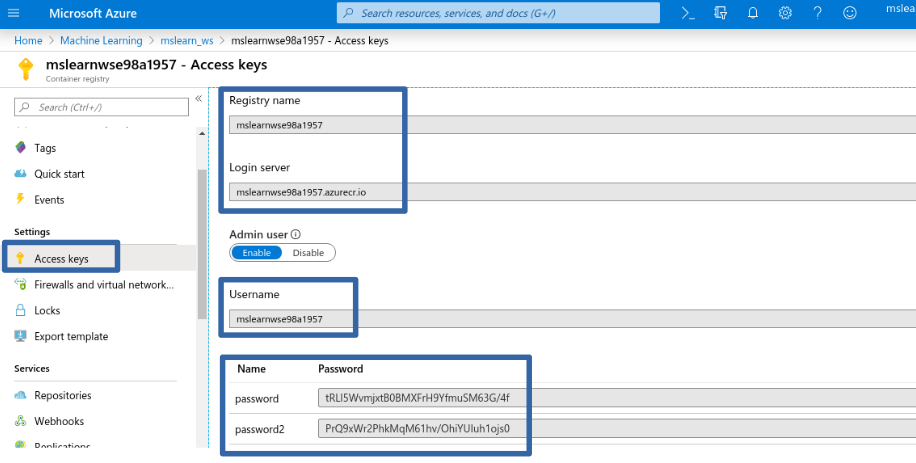 Microsoft Azure
Search resources, services, and docs (G+/)
mslea
Home > Machine Learning > mslearn_ws > mslearnwse98a1957 - Access keys
mslearnwse98a1957 - Access keys
Container registry
Search (Ctrl+/)
Tags
Quick start
Events
Settings
Access keys
Firewalls and virtual network...
Locks
Export template
Services
Repositories
Webhooks
Replications
Registry name
mslearnwse98a1957
Login server
mslearnwse98a1957.azurecr.io
Admin user
Enable Disable
Username
mslearnwse98a1957
Name Password
password tRLI5WvmjxtB0BMXFrH9YfmuSM63G/4f
password2 PrQ9xWr2PhkMqM61hv/OhiYUIuh1ojs0